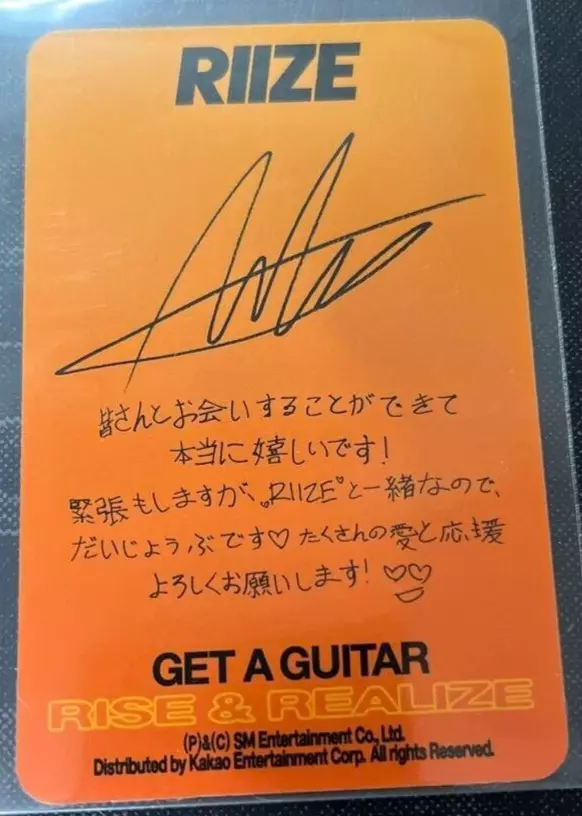 RIIZE
皆さんとお会いすることができて
本当に嬉しいです!
緊張もしますが、"RIIZE"と一緒なので、
だいじょうぶです♡ たくさんの愛と応援
よろしくお願いします! ♡♡
GET A GUITAR
RISE & REALIZE
(P)&(C) SM Entertainment Co., Ltd.
Distributed by Kakao Entertainment Corp. All rights Reserved.